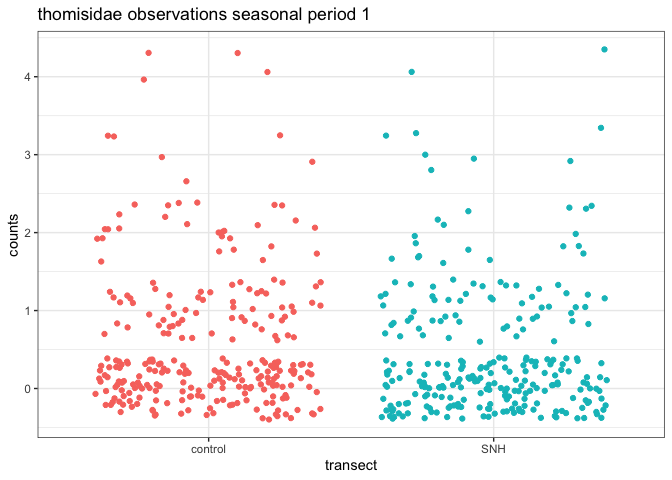 thomisidae observations seasonal period 1
4
3
2
1
0
counts
control
SNH
transect